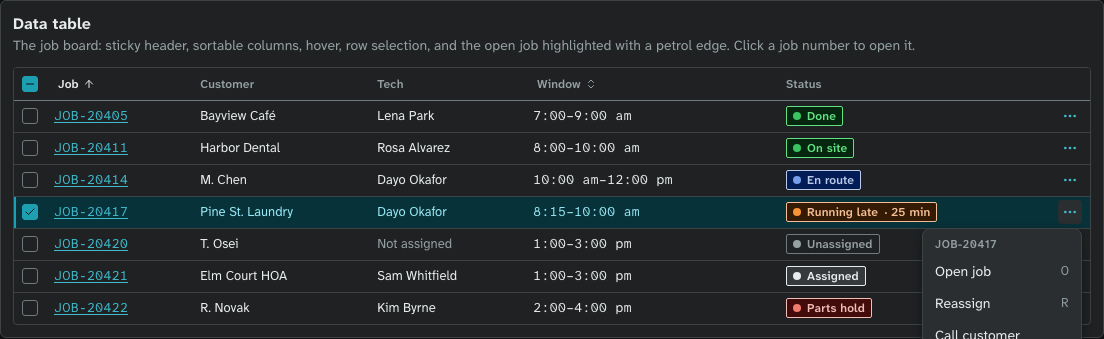 Data table
The job board: sticky header, sortable columns, hover, row selection, and the open job highlighted with a petrol edge. Click a job number to open it.
Job Customer Tech Window Status
JOB-20405 Bayview Café Lena Park 7:00–9:00 am Done
JOB-20411 Harbor Dental Rosa Alvarez 8:00–10:00 am On site
JOB-20414 M. Chen Dayo Okafor 10:00 am–12:00 pm En route
JOB-20417 Pine St. Laundry Dayo Okafor 8:15–10:00 am Running late · 25 min
JOB-20420 T. Osei Not assigned 1:00–3:00 pm Unassigned
JOB-20417
JOB-20421 Elm Court HOA Sam Whitfield 1:00–3:00 pm Assigned
Open job O
JOB-20422 R. Novak Kim Byrne 2:00–4:00 pm Parts hold
Reassign R
Call customer